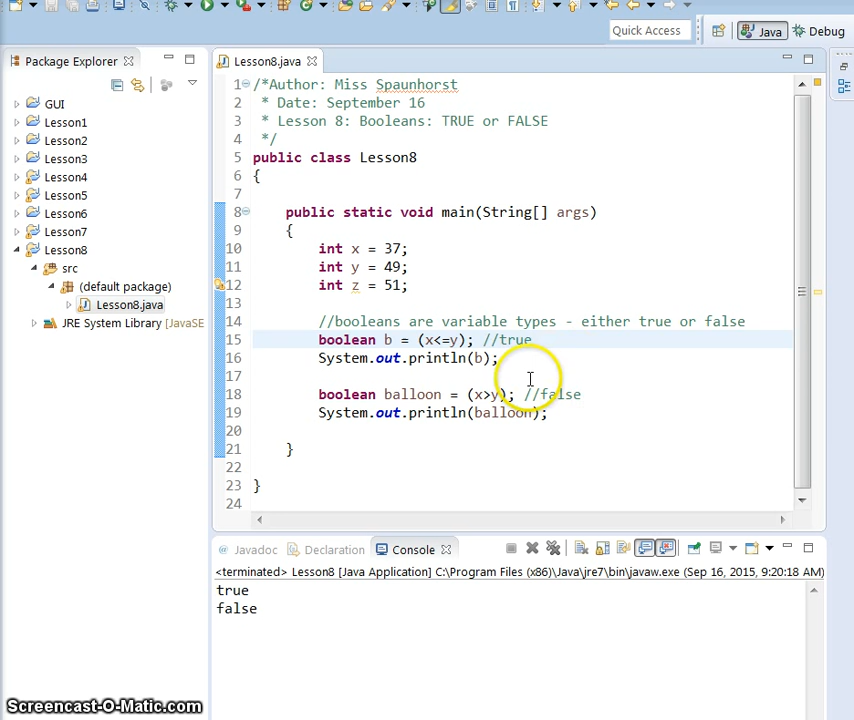 Quick Access
Java
Debug
Package Explorer
GUI
Lesson1
Lesson2
Lesson3
Lesson4
Lesson5
Lesson6
Lesson7
Lesson8
src
(default package)
Lesson8.java
JRE System Library [JavaSE
Lesson8.java
1 /*Author: Miss Spaunhorst
2 * Date: September 16
3 * Lesson 8: Booleans: TRUE or FALSE
4 */
5 public class Lesson8
6 {
7
8 public static void main(String[] args)
9 {
10 int x = 37;
11 int y = 49;
12 int z = 51;
13
14 //booleans are variable types - either true or false
15 boolean b = (x<=y); //true
16 System.out.println(b);
17
18 boolean balloon = (x>y); //false
19 System.out.println(balloon);
20
21 }
22
23 }
24
Javadoc Declaration Console
<terminated> Lesson8 [Java Application] C:\Program Files (x86)\Java\jre7\bin\javaw.exe (Sep 16, 2015, 9:20:18 AM)
true
false
Screencast-O-Matic.com